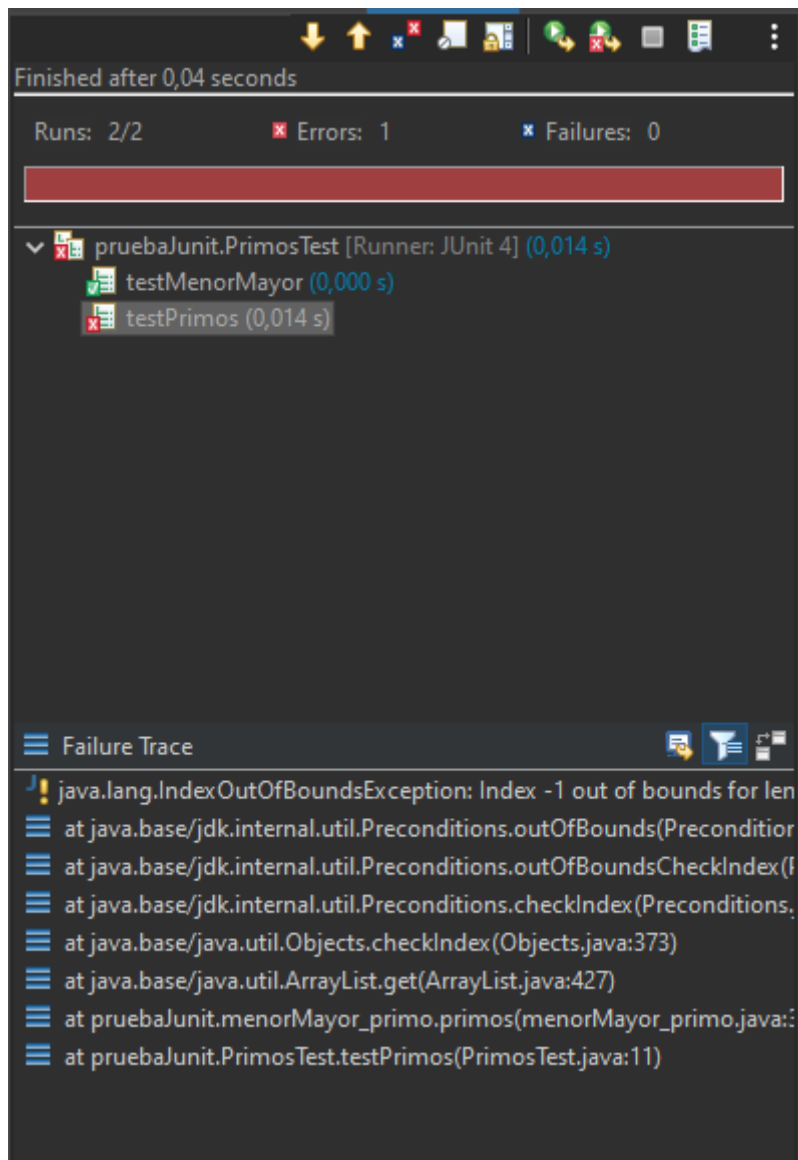 Finished after 0,04 seconds
Runs: 2/2 Errors: 1 Failures: 0
pruebaJunit.PrimosTest [Runner: JUnit 4] (0,014 s)
testMenorMayor (0,000 s)
testPrimos (0,014 s)
Failure Trace
java.lang.IndexOutOfBoundsException: Index -1 out of bounds for len
at java.base/jdk.internal.util.Preconditions.outOfBounds(Precondition
at java.base/jdk.internal.util.Preconditions.outOfBoundsCheckIndex(
at java.base/jdk.internal.util.Preconditions.checkIndex(Preconditions.
at java.base/java.util.Objects.checkIndex(Objects.java:373)
at java.base/java.util.ArrayList.get(ArrayList.java:427)
at pruebaJunit.menorMayor_primo.primos(menorMayor_primo.java:
at pruebaJunit.PrimosTest.testPrimos(PrimosTest.java:11)